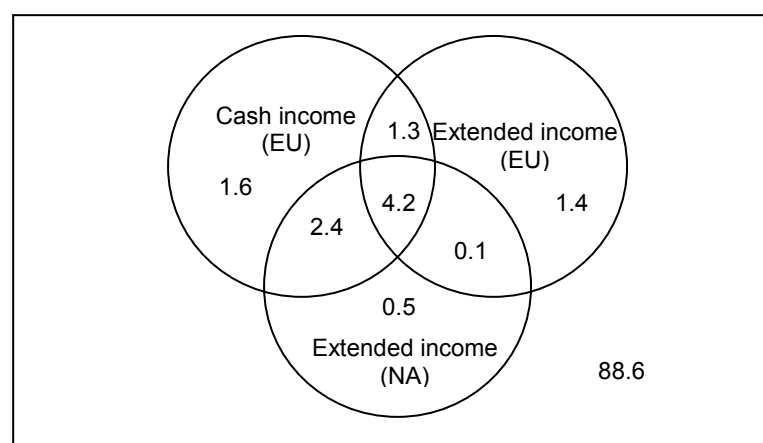 Cash income
(EU)
1.3
Extended income
(EU)
1.6
4.2
1.4
2.4
0.1
0.5
Extended income
(NA)
88.6